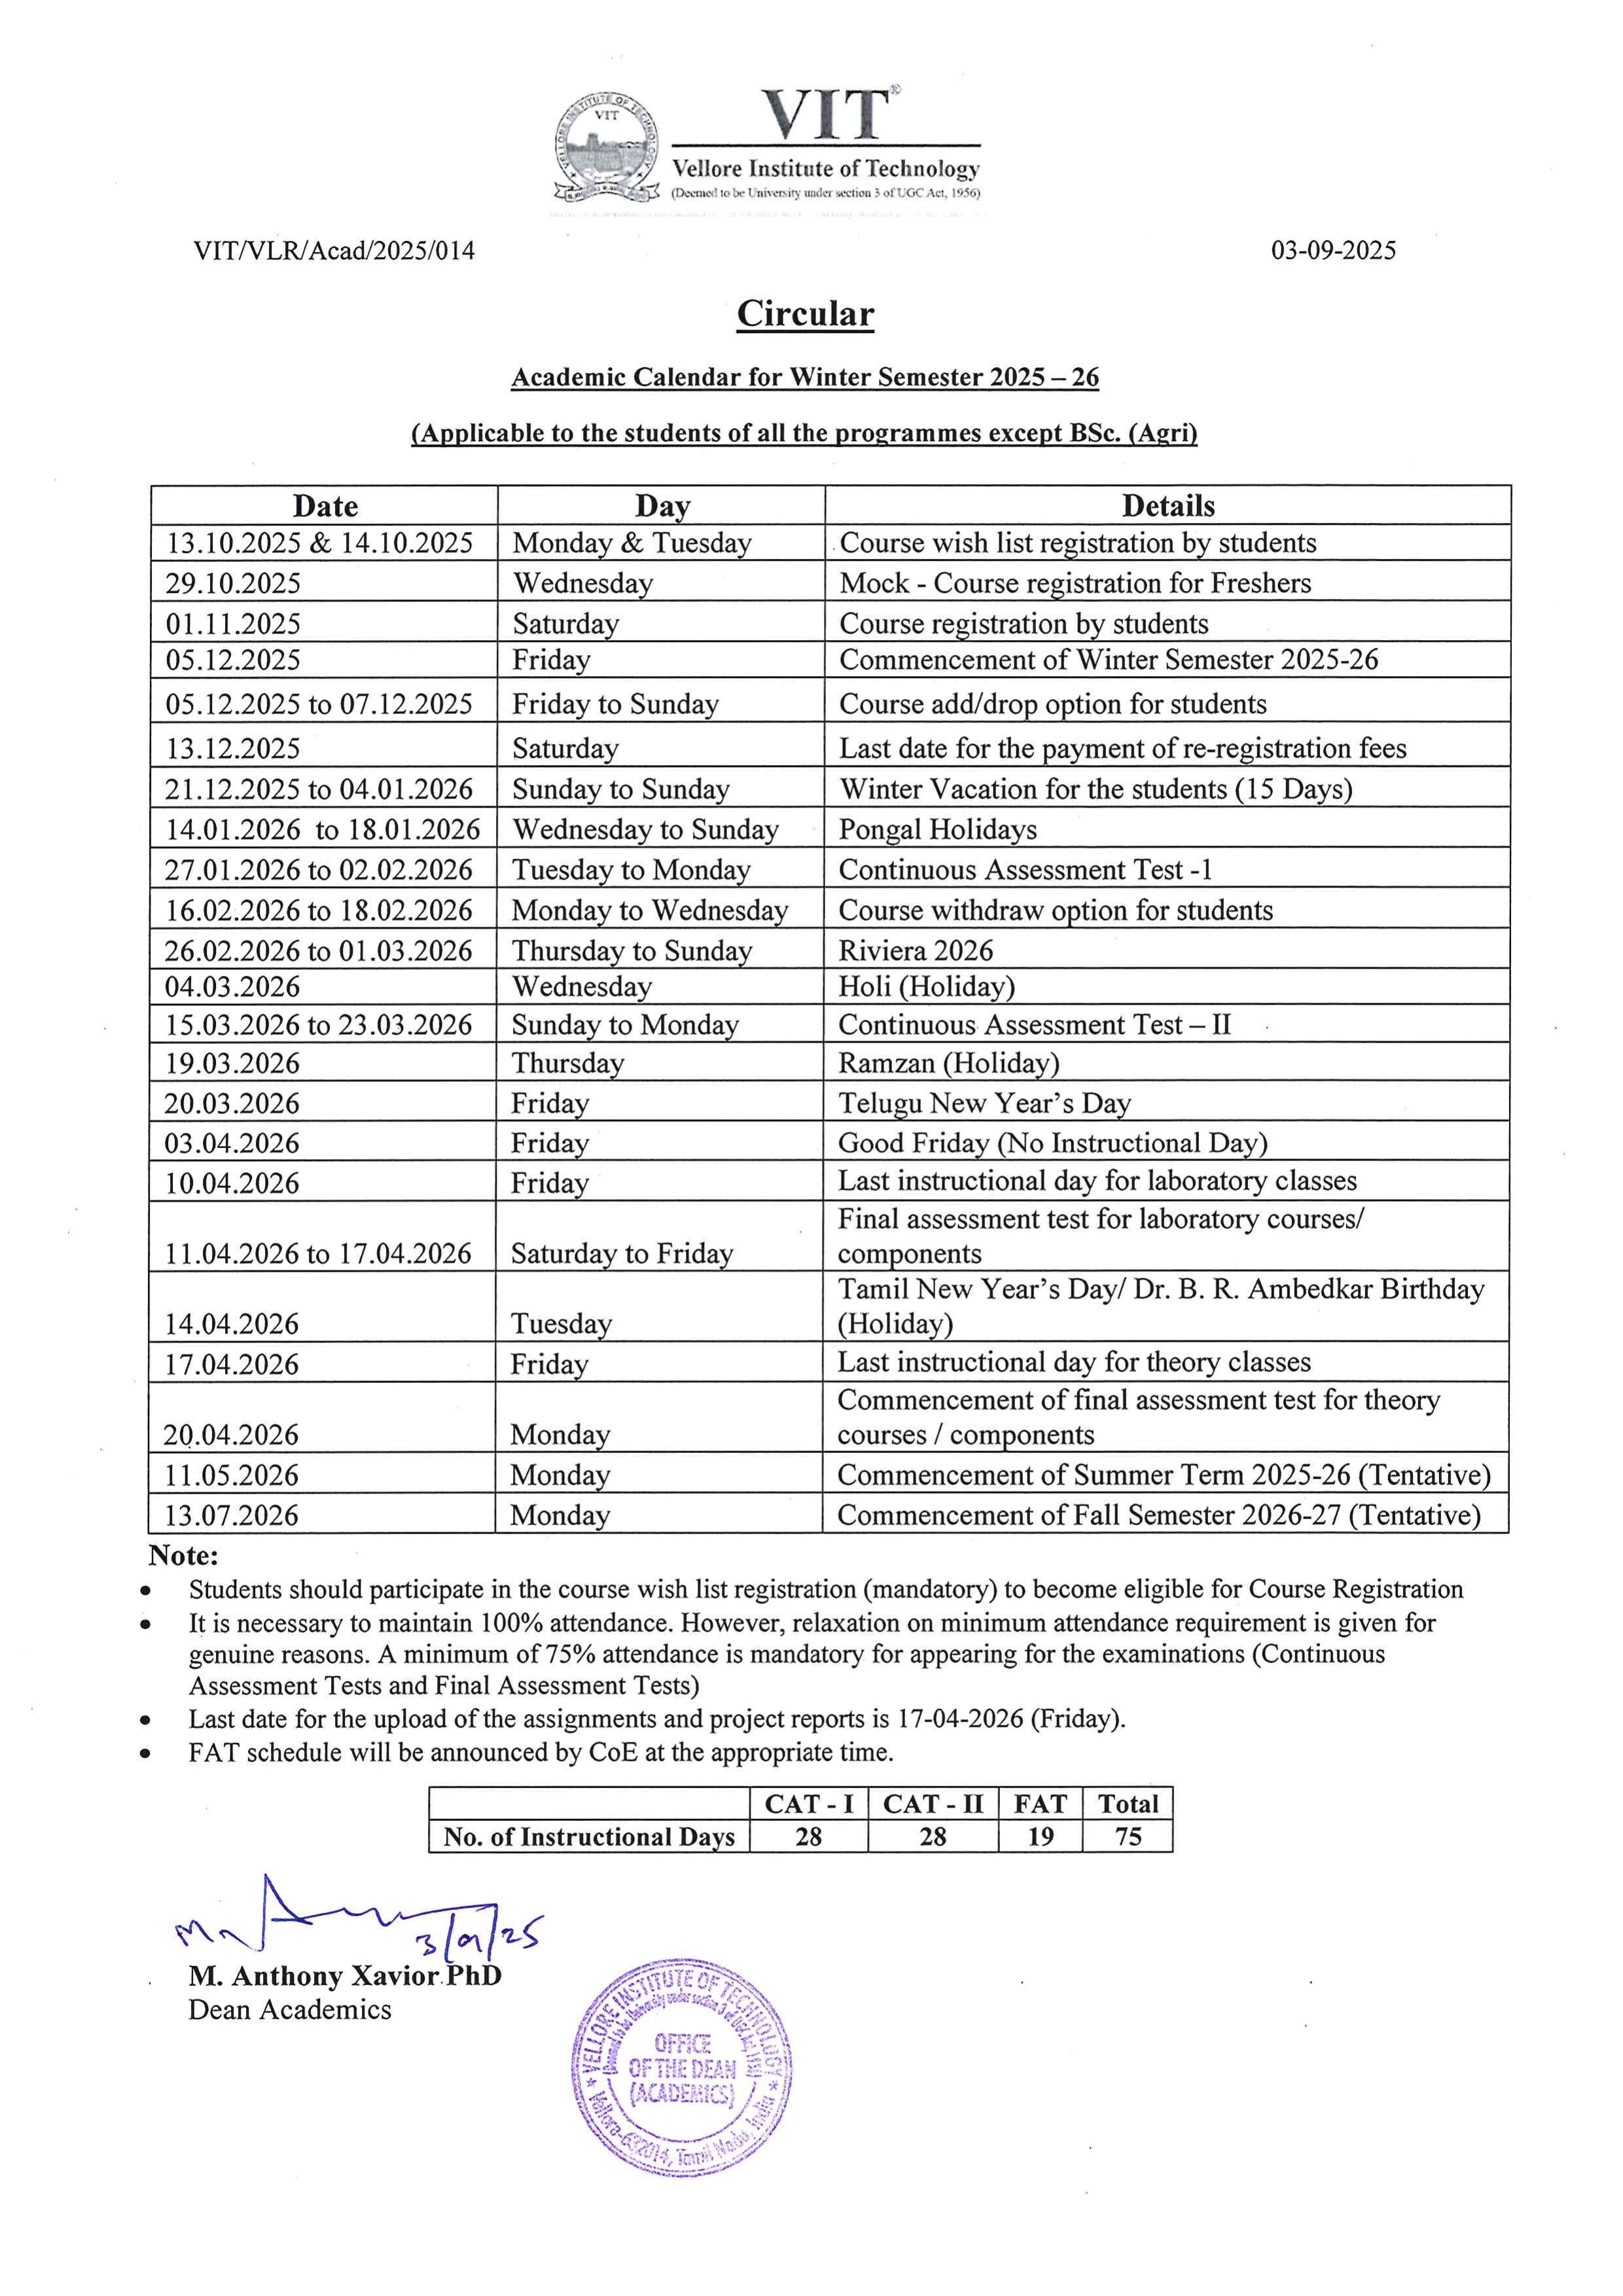 VIT®
VELLORE INSTITUTE OF TECHNOLOGY
VIT
Vellore Institute of Technology
(Deemed to be University under section 3 of UGC Act, 1956)
VIT/VLR/Acad/2025/014 03-09-2025
Circular
Academic Calendar for Winter Semester 2025 – 26
(Applicable to the students of all the programmes except BSc. (Agri)
Date Day Details
13.10.2025 & 14.10.2025 Monday & Tuesday Course wish list registration by students
29.10.2025 Wednesday Mock - Course registration for Freshers
01.11.2025 Saturday Course registration by students
05.12.2025 Friday Commencement of Winter Semester 2025-26
05.12.2025 to 07.12.2025 Friday to Sunday Course add/drop option for students
13.12.2025 Saturday Last date for the payment of re-registration fees
21.12.2025 to 04.01.2026 Sunday to Sunday Winter Vacation for the students (15 Days)
14.01.2026 to 18.01.2026 Wednesday to Sunday Pongal Holidays
27.01.2026 to 02.02.2026 Tuesday to Monday Continuous Assessment Test -1
16.02.2026 to 18.02.2026 Monday to Wednesday Course withdraw option for students
26.02.2026 to 01.03.2026 Thursday to Sunday Riviera 2026
04.03.2026 Wednesday Holi (Holiday)
15.03.2026 to 23.03.2026 Sunday to Monday Continuous Assessment Test – II
19.03.2026 Thursday Ramzan (Holiday)
20.03.2026 Friday Telugu New Year's Day
03.04.2026 Friday Good Friday (No Instructional Day)
10.04.2026 Friday Last instructional day for laboratory classes
Final assessment test for laboratory courses/
11.04.2026 to 17.04.2026 Saturday to Friday components
Tamil New Year's Day/ Dr. B. R. Ambedkar Birthday
14.04.2026 Tuesday (Holiday)
17.04.2026 Friday Last instructional day for theory classes
Commencement of final assessment test for theory
20.04.2026 Monday courses / components
11.05.2026 Monday Commencement of Summer Term 2025-26 (Tentative)
13.07.2026 Monday Commencement of Fall Semester 2026-27 (Tentative)
Note:
• Students should participate in the course wish list registration (mandatory) to become eligible for Course Registration
• It is necessary to maintain 100% attendance. However, relaxation on minimum attendance requirement is given for
genuine reasons. A minimum of 75% attendance is mandatory for appearing for the examinations (Continuous
Assessment Tests and Final Assessment Tests)
• Last date for the upload of the assignments and project reports is 17-04-2026 (Friday).
• FAT schedule will be announced by CoE at the appropriate time.
CAT - I CAT - II FAT Total
No. of Instructional Days 28 28 19 75
3/09/25
M. Anthony Xavior PhD
Dean Academics
VELLORE INSTITUTE OF TECHNOLOGY
(Deemed to be University under section 3 of UGC Act 1956)
OFFICE
OF THE DEAN
(ACADEMICS)
Vellore-632014, Tamil Nadu, India